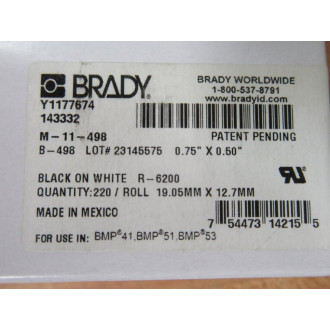 BRADY. BRADY WORLDWIDE
1-800-537-8791
www.bradyid.com
Y1177674
143332
M-11-498 PATENT PENDING
B-498 LOT# 23145575 0.75" X 0.50"
BLACK ON WHITE R-6200
QUANTITY:220 / ROLL 19.05MM X 12.7MM
MADE IN MEXICO
7 54473 14215 5
FOR USE IN: BMP®41,BMP®51,BMP®53